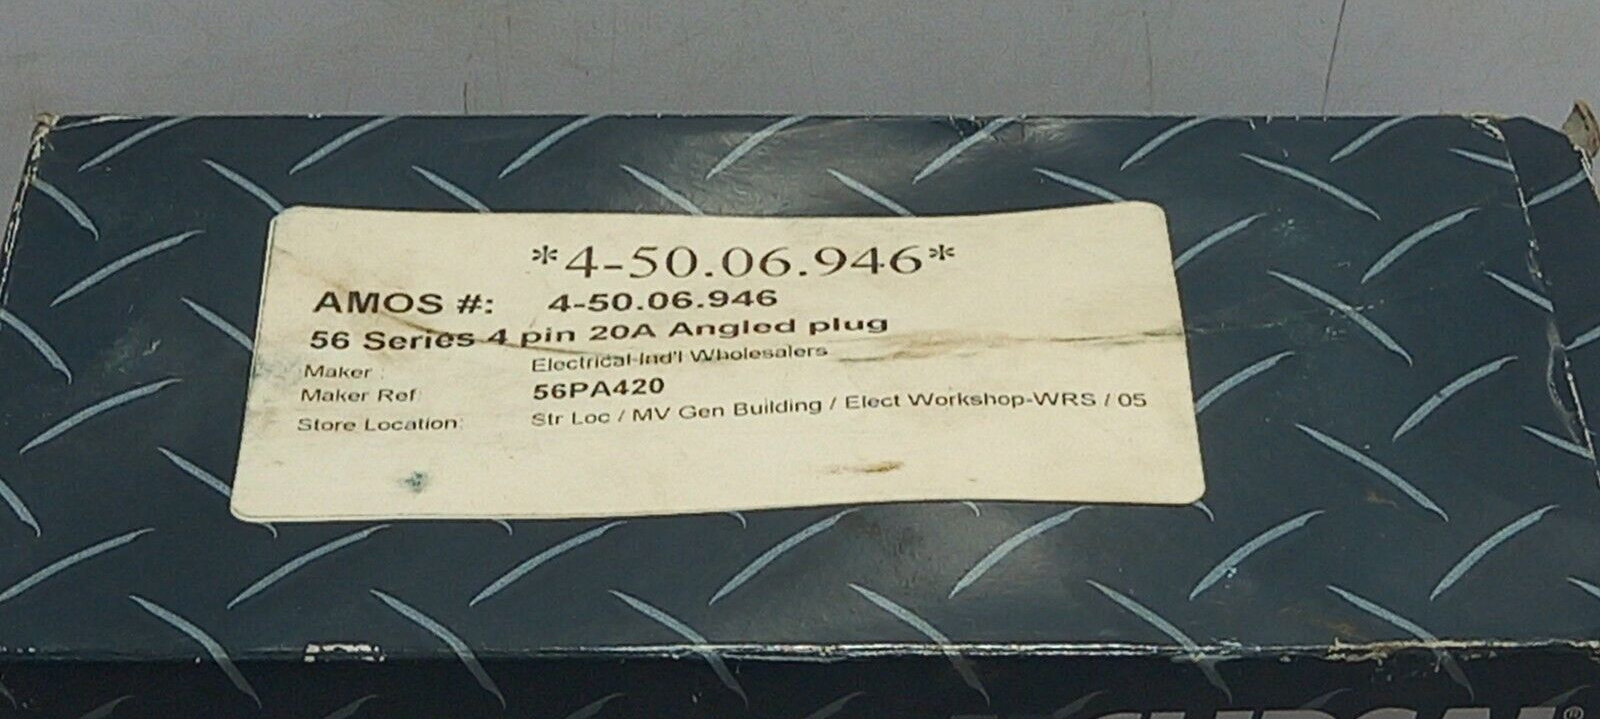 *4-50.06.946*
AMOS #: 4-50.06.946
56 Series 4 pin 20A Angled plug
Maker : Electrical Ind'l Wholesalers
Maker Ref 56PA420
Store Location: Str Loc / MV Gen Building / Elect Workshop-WRS / 05